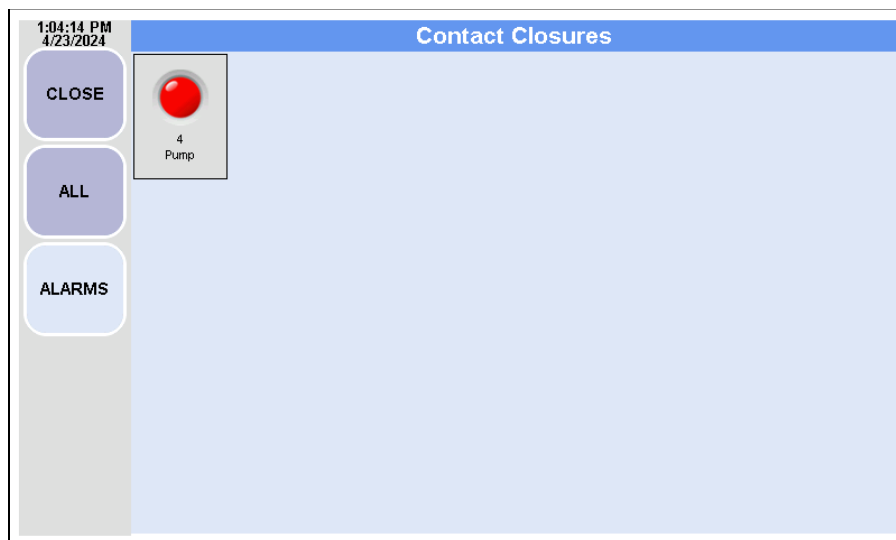 1:04:14 PM
4/23/2024
Contact Closures
CLOSE
4
Pump
ALL
ALARMS